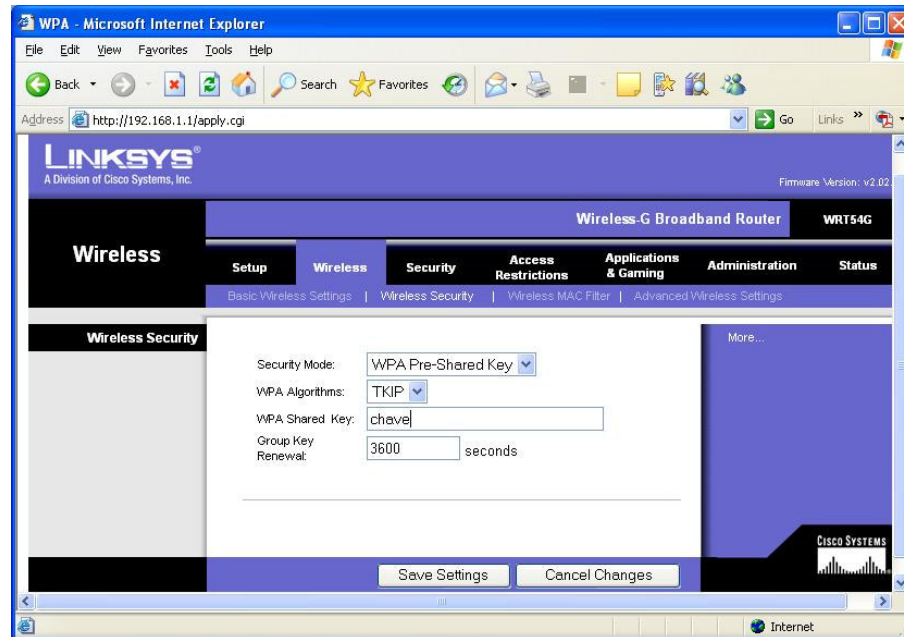 WPA - Microsoft Internet Explorer
File Edit View Favorites Tools Help
Back Search Favorites
Address http://192.168.1.1/apply.cgi Go Links »
LINKSYS®
A Division of Cisco Systems, Inc.
Firmware Version: v2.02.
Wireless-G Broadband Router WRT54G
Wireless
Setup Wireless Security Access Restrictions Applications & Gaming Administration Status
Basic Wireless Settings | Wireless Security | Wireless MAC Filter | Advanced Wireless Settings
Wireless Security
More...
Security Mode: WPA Pre-Shared Key
WPA Algorithms: TKIP
WPA Shared Key: chave
Group Key Renewal: 3600 seconds
CISCO SYSTEMS
Save Settings Cancel Changes
Internet